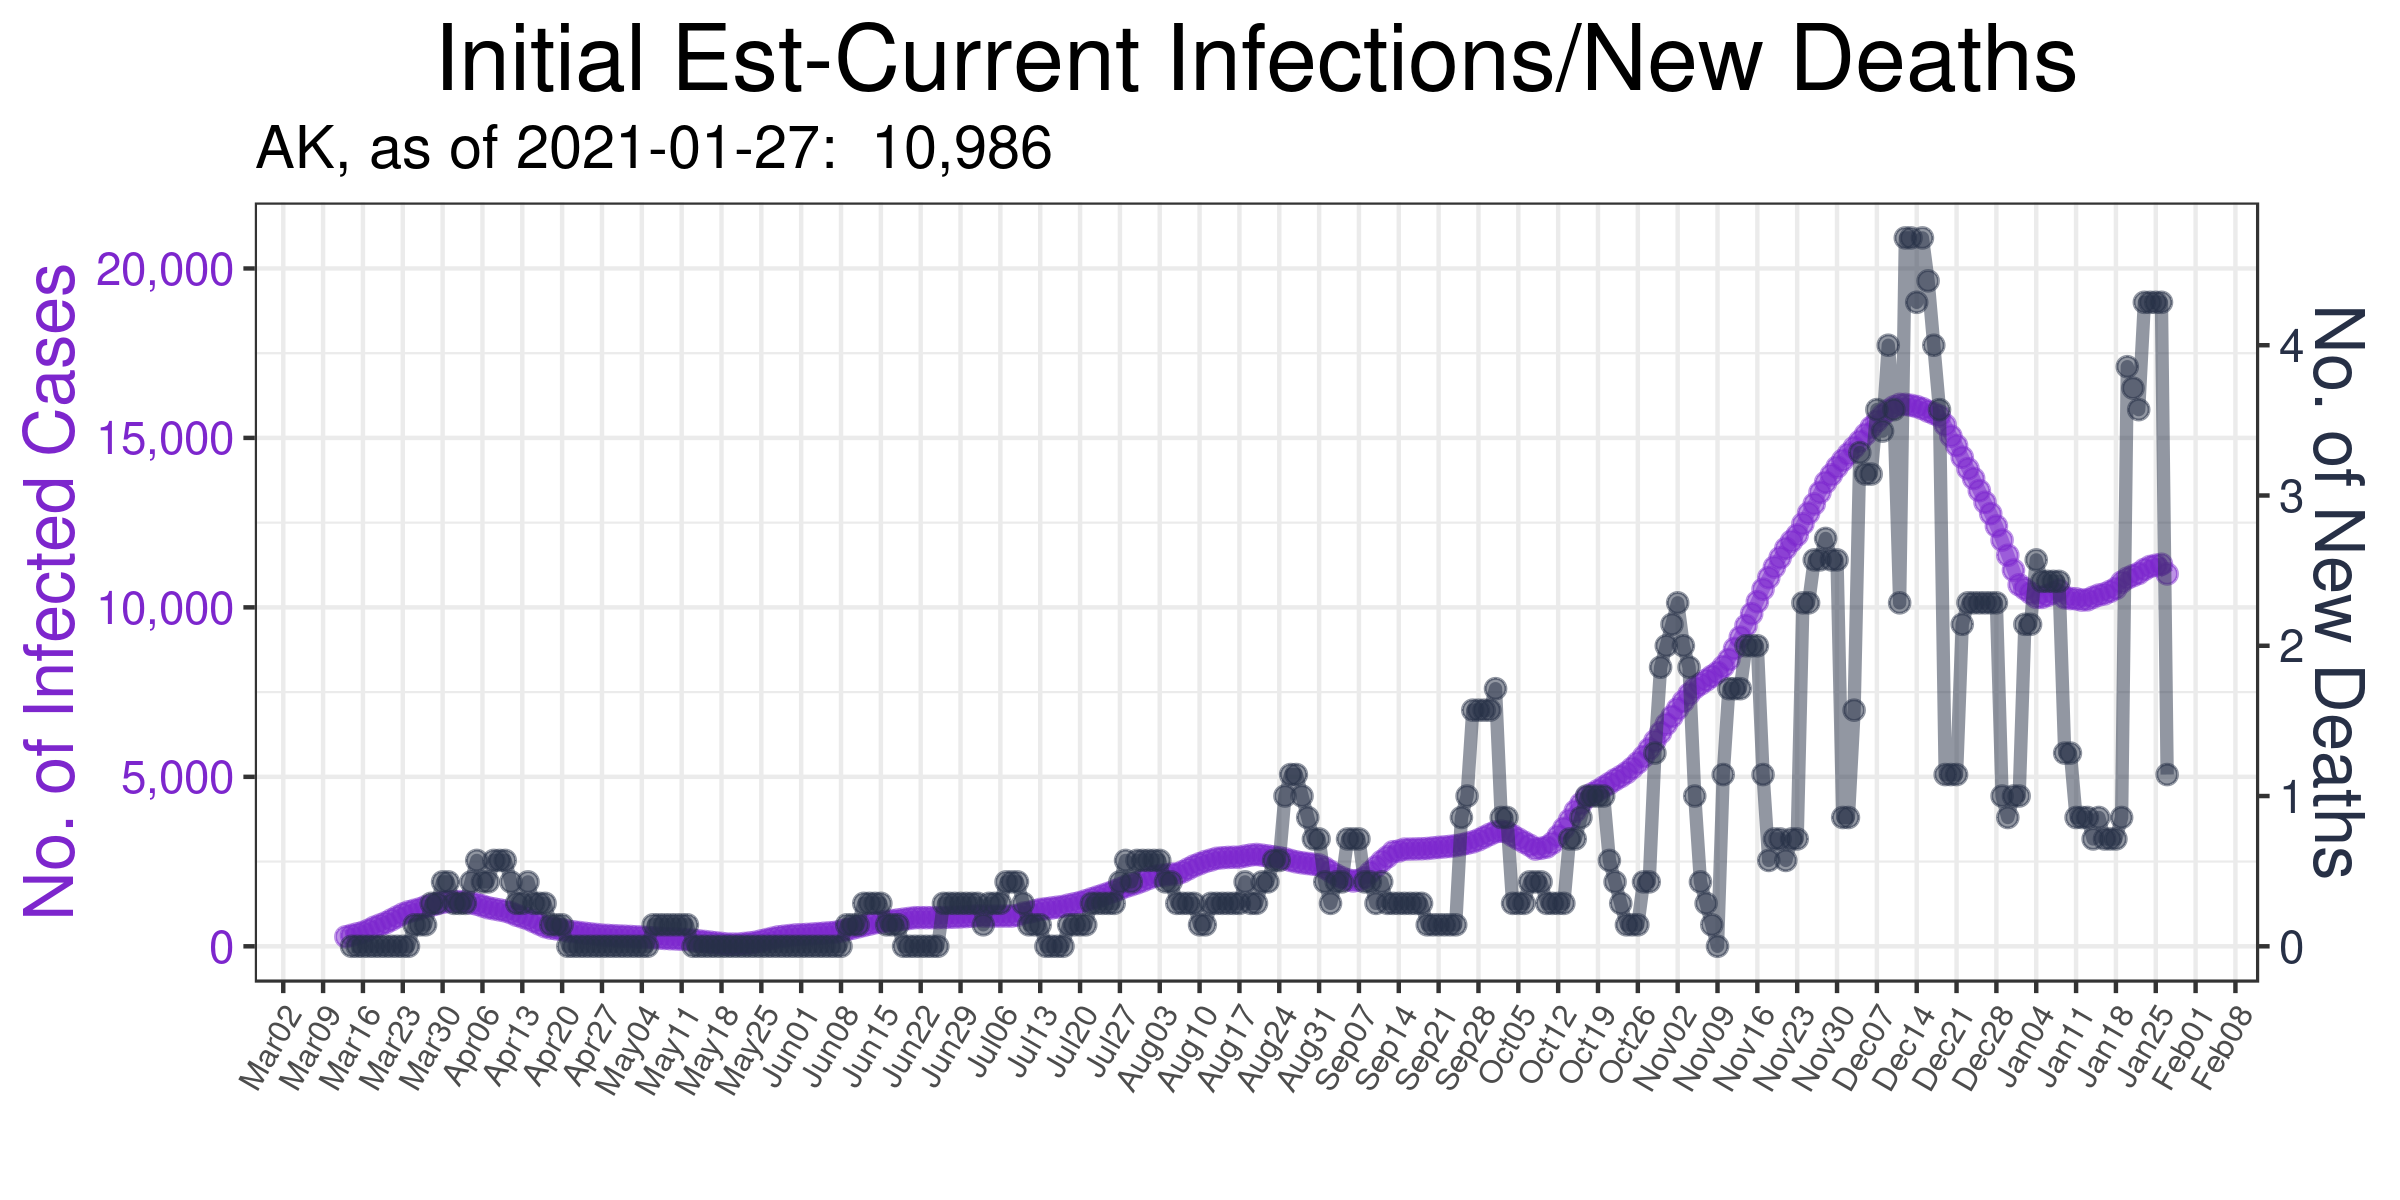 Initial Est-Current Infections/New Deaths
AK, as of 2021-01-27:  10,986
No. of Infected Cases
20,000
15,000
10,000
5,000
0
No. of New Deaths
4
3
2
1
0
Mar02
Mar09
Mar16
Mar23
Mar30
Apr06
Apr13
Apr20
Apr27
May04
May11
May18
May25
Jun01
Jun08
Jun15
Jun22
Jun29
Jul06
Jul13
Jul20
Jul27
Aug03
Aug10
Aug17
Aug24
Aug31
Sep07
Sep14
Sep21
Sep28
Oct05
Oct12
Oct19
Oct26
Nov02
Nov09
Nov16
Nov23
Nov30
Dec07
Dec14
Dec21
Dec28
Jan04
Jan11
Jan18
Jan25
Feb01
Feb08